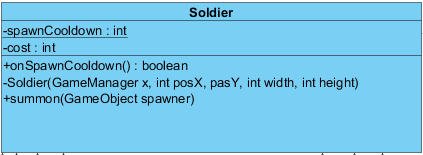 Soldier
-spawnCooldown : int
-cost : int
+onSpawnCooldown() : boolean
-Soldier(GameManager x, int posX, pasY, int width, int height)
+summon(GameObject spawner)